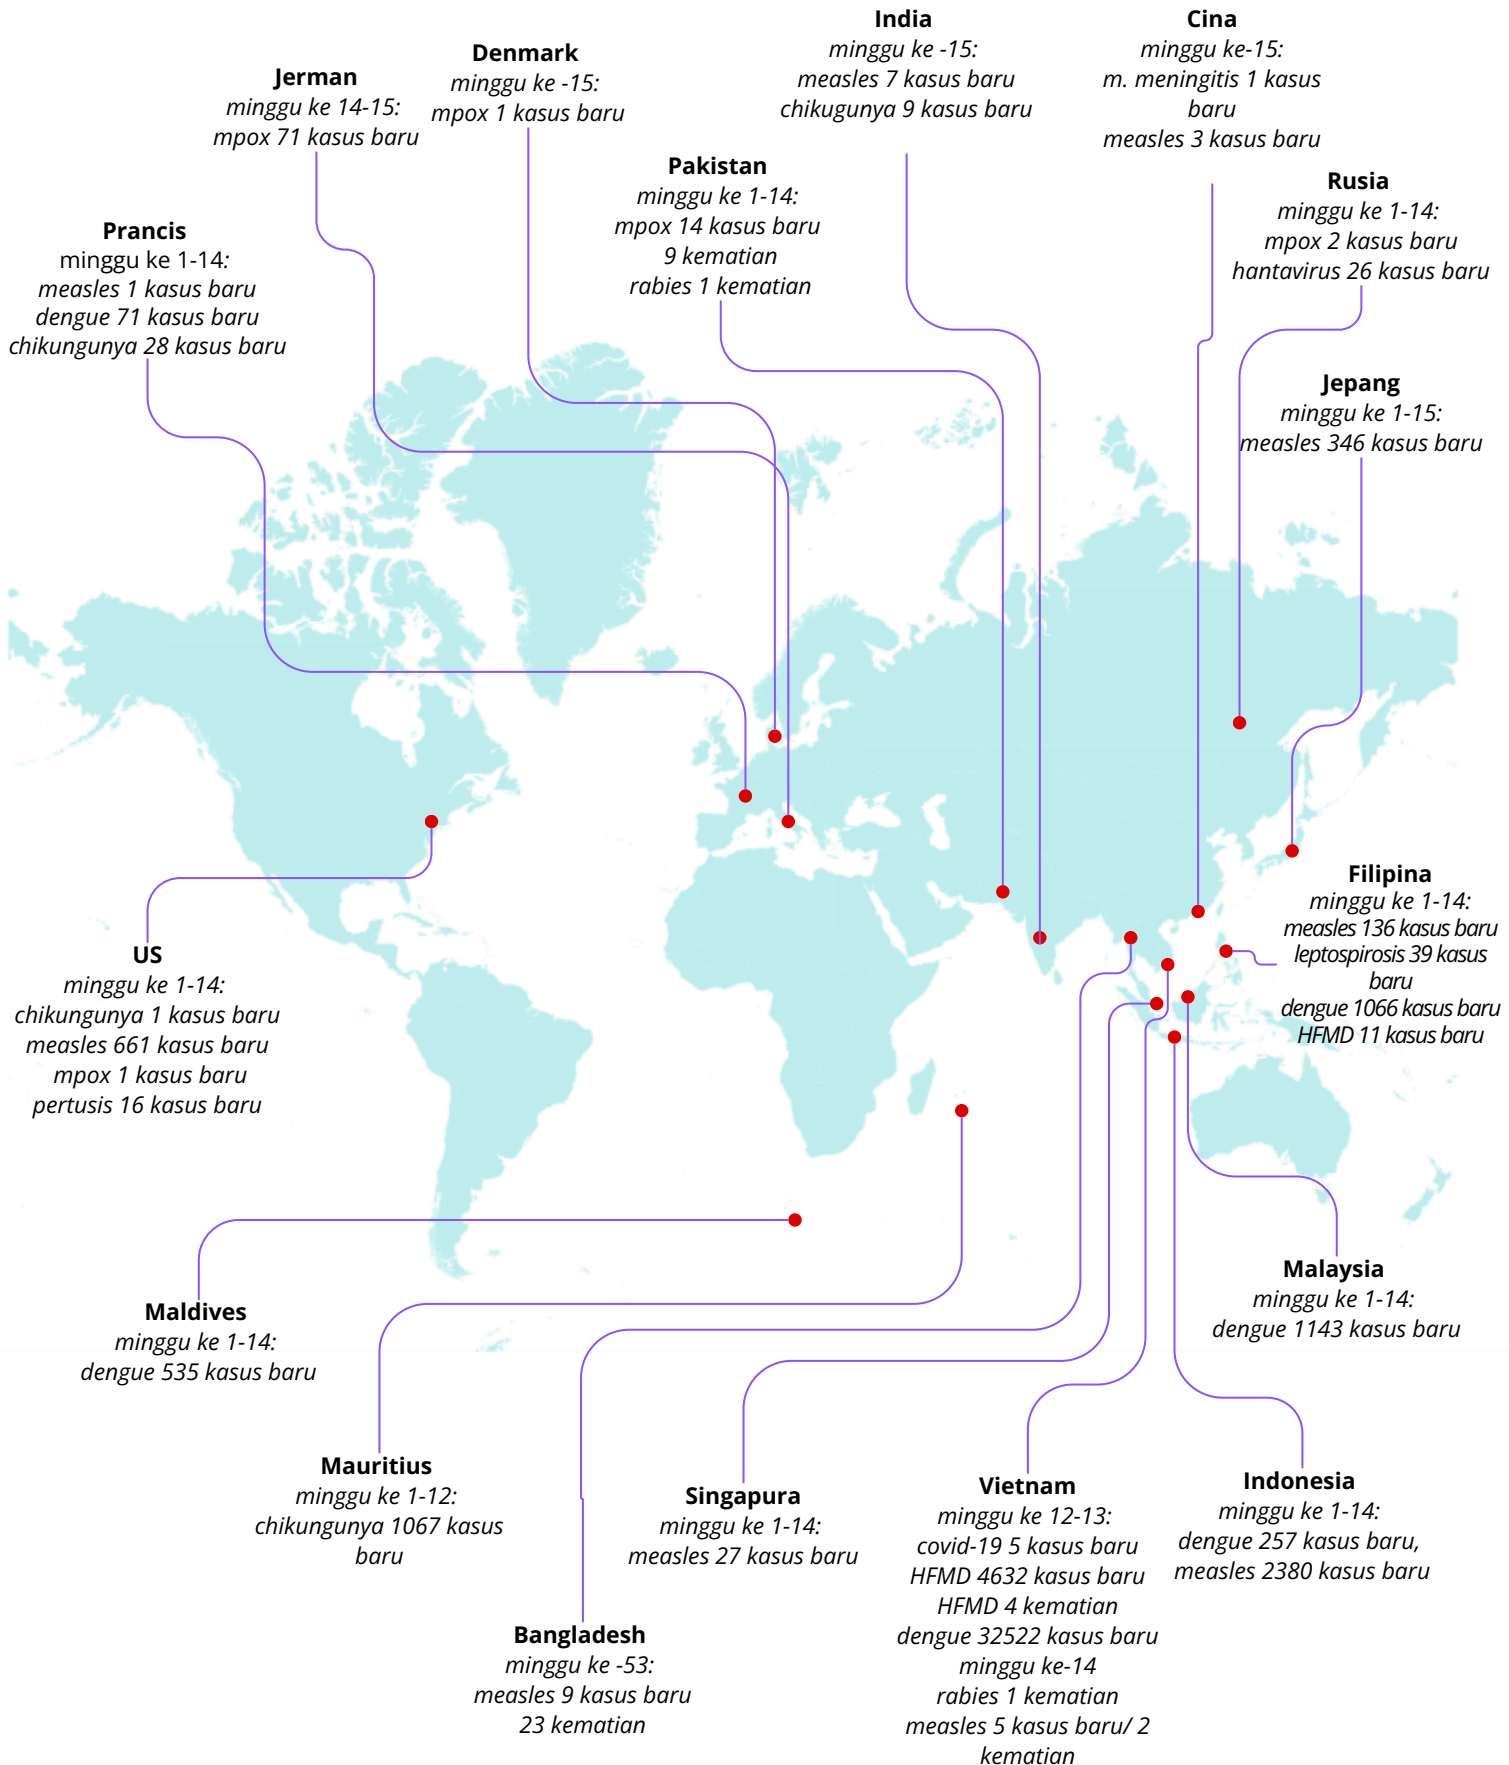 India
minggu ke -15:
measles 7 kasus baru
chikugunya 9 kasus baru
Cina
minggu ke-15:
m. meningitis 1 kasus
baru
measles 3 kasus baru
Denmark
minggu ke -15:
mpox 1 kasus baru
Jerman
minggu ke 14-15:
mpox 71 kasus baru
Pakistan
minggu ke 1-14:
mpox 14 kasus baru
9 kematian
rabies 1 kematian
Rusia
minggu ke 1-14:
mpox 2 kasus baru
hantavirus 26 kasus baru
Prancis
minggu ke 1-14:
measles 1 kasus baru
dengue 71 kasus baru
chikungunya 28 kasus baru
Jepang
minggu ke 1-15:
measles 346 kasus baru
Filipina
minggu ke 1-14:
measles 136 kasus baru
leptospirosis 39 kasus
baru
dengue 1066 kasus baru
HFMD 11 kasus baru
US
minggu ke 1-14:
chikungunya 1 kasus baru
measles 661 kasus baru
mpox 1 kasus baru
pertusis 16 kasus baru
Malaysia
minggu ke 1-14:
dengue 1143 kasus baru
Maldives
minggu ke 1-14:
dengue 535 kasus baru
Mauritius
minggu ke 1-12:
chikungunya 1067 kasus
baru
Singapura
minggu ke 1-14:
measles 27 kasus baru
Vietnam
minggu ke 12-13:
covid-19 5 kasus baru
HFMD 4632 kasus baru
HFMD 4 kematian
dengue 32522 kasus baru
minggu ke-14
rabies 1 kematian
measles 5 kasus baru/ 2
kematian
Indonesia
minggu ke 1-14:
dengue 257 kasus baru,
measles 2380 kasus baru
Bangladesh
minggu ke -53:
measles 9 kasus baru
23 kematian